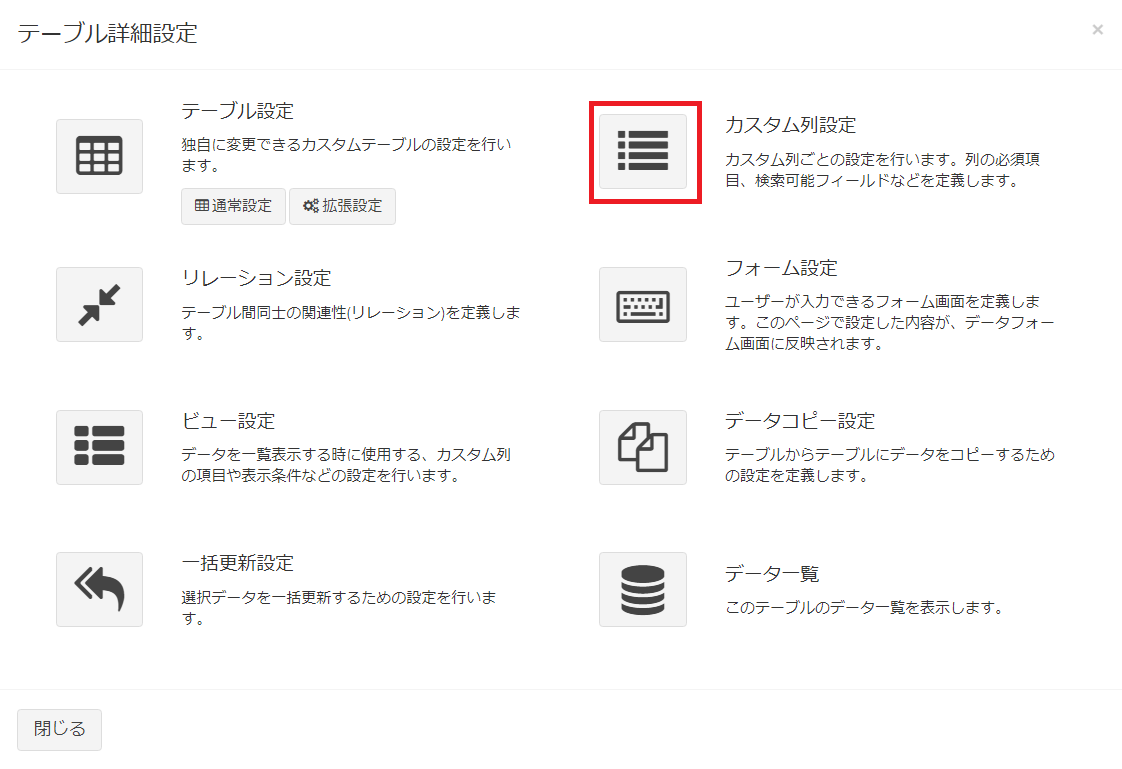 テーブル詳細設定
×
テーブル設定
独自に変更できるカスタムテーブルの設定を行い
ます。
通常設定
拡張設定
カスタム列設定
カスタム列ごとの設定を行います。列の必須項
目、検索可能フィールドなどを定義します。
リレーション設定
テーブル間同士の関連性(リレーション)を定義しま
す。
フォーム設定
ユーザーが入力できるフォーム画面を定義しま
す。このページで設定した内容が、データフォー
ム画面に反映されます。
ビュー設定
データを一覧表示する時に使用する、カスタム列
の項目や表示条件などの設定を行います。
データコピー設定
テーブルからテーブルにデータをコピーするため
の設定を定義します。
一括更新設定
選択データを一括更新するための設定を行いま
す。
データ一覧
このテーブルのデータ一覧を表示します。
閉じる